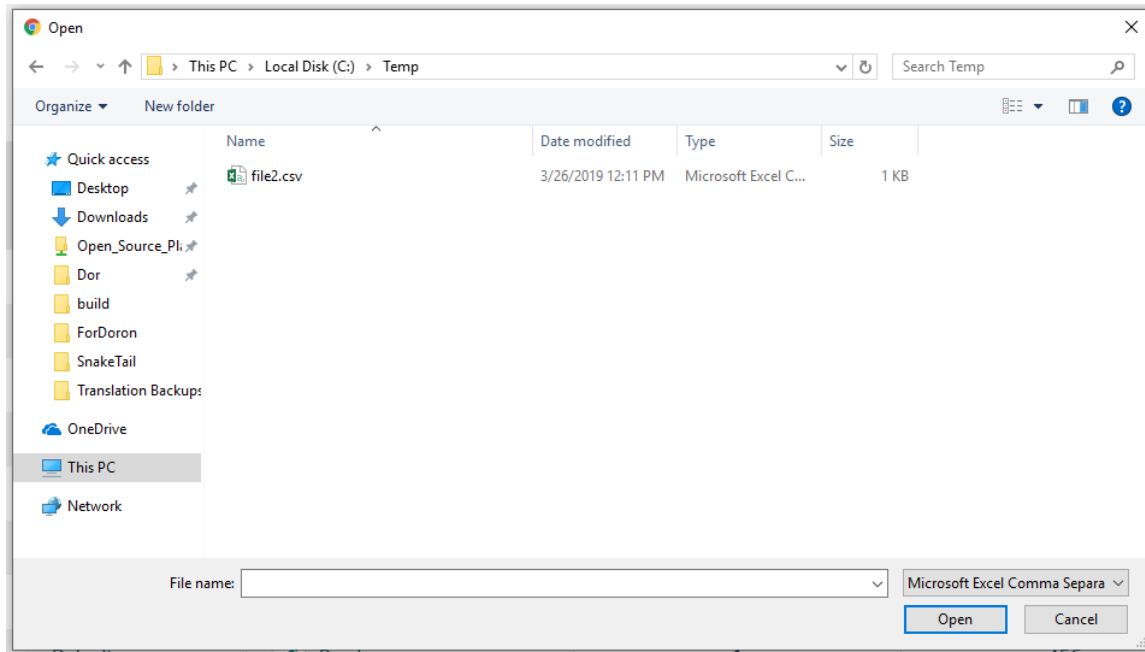 Open
This PC > Local Disk (C:) > Temp
Search Temp
Organize
New folder
Name
Date modified
Type
Size
Quick access
Desktop
Downloads
Open_Source_Pl
Dor
build
ForDoron
SnakeTail
Translation Backups
OneDrive
This PC
Network
file2.csv
3/26/2019 12:11 PM
Microsoft Excel C...
1 KB
File name:
Microsoft Excel Comma Separa
Open
Cancel